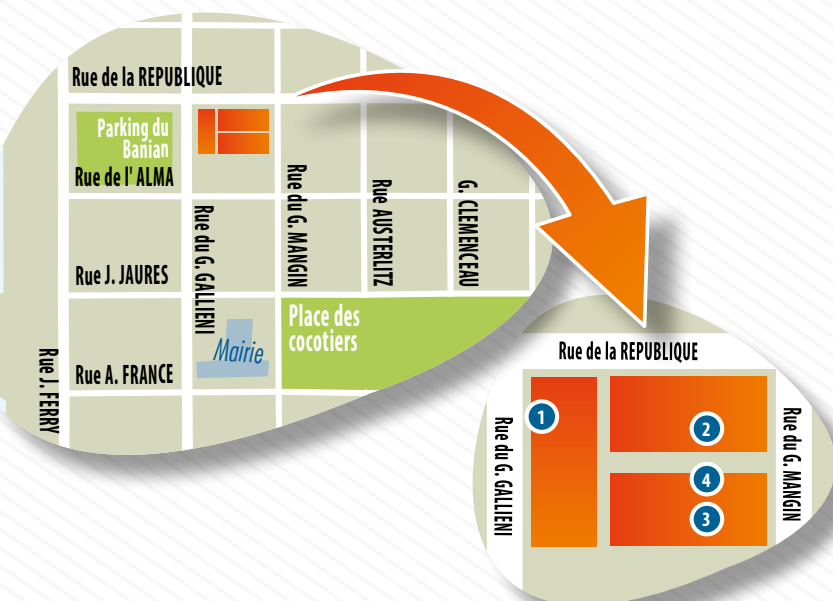 Rue de la REPUBLIQUE
Parking du
Banian
Rue de l' ALMA
Rue du G. MANGIN
Rue AUSTERLITZ
G. CLEMENCEAU
Rue du G. GALLIENI
Rue J. JAURES
Place des
cocotiers
Mairie
Rue A. FRANCE
Rue J. FERRY
Rue de la REPUBLIQUE
1
2
4
3
Rue du G. GALLIENI
Rue du G. MANGIN